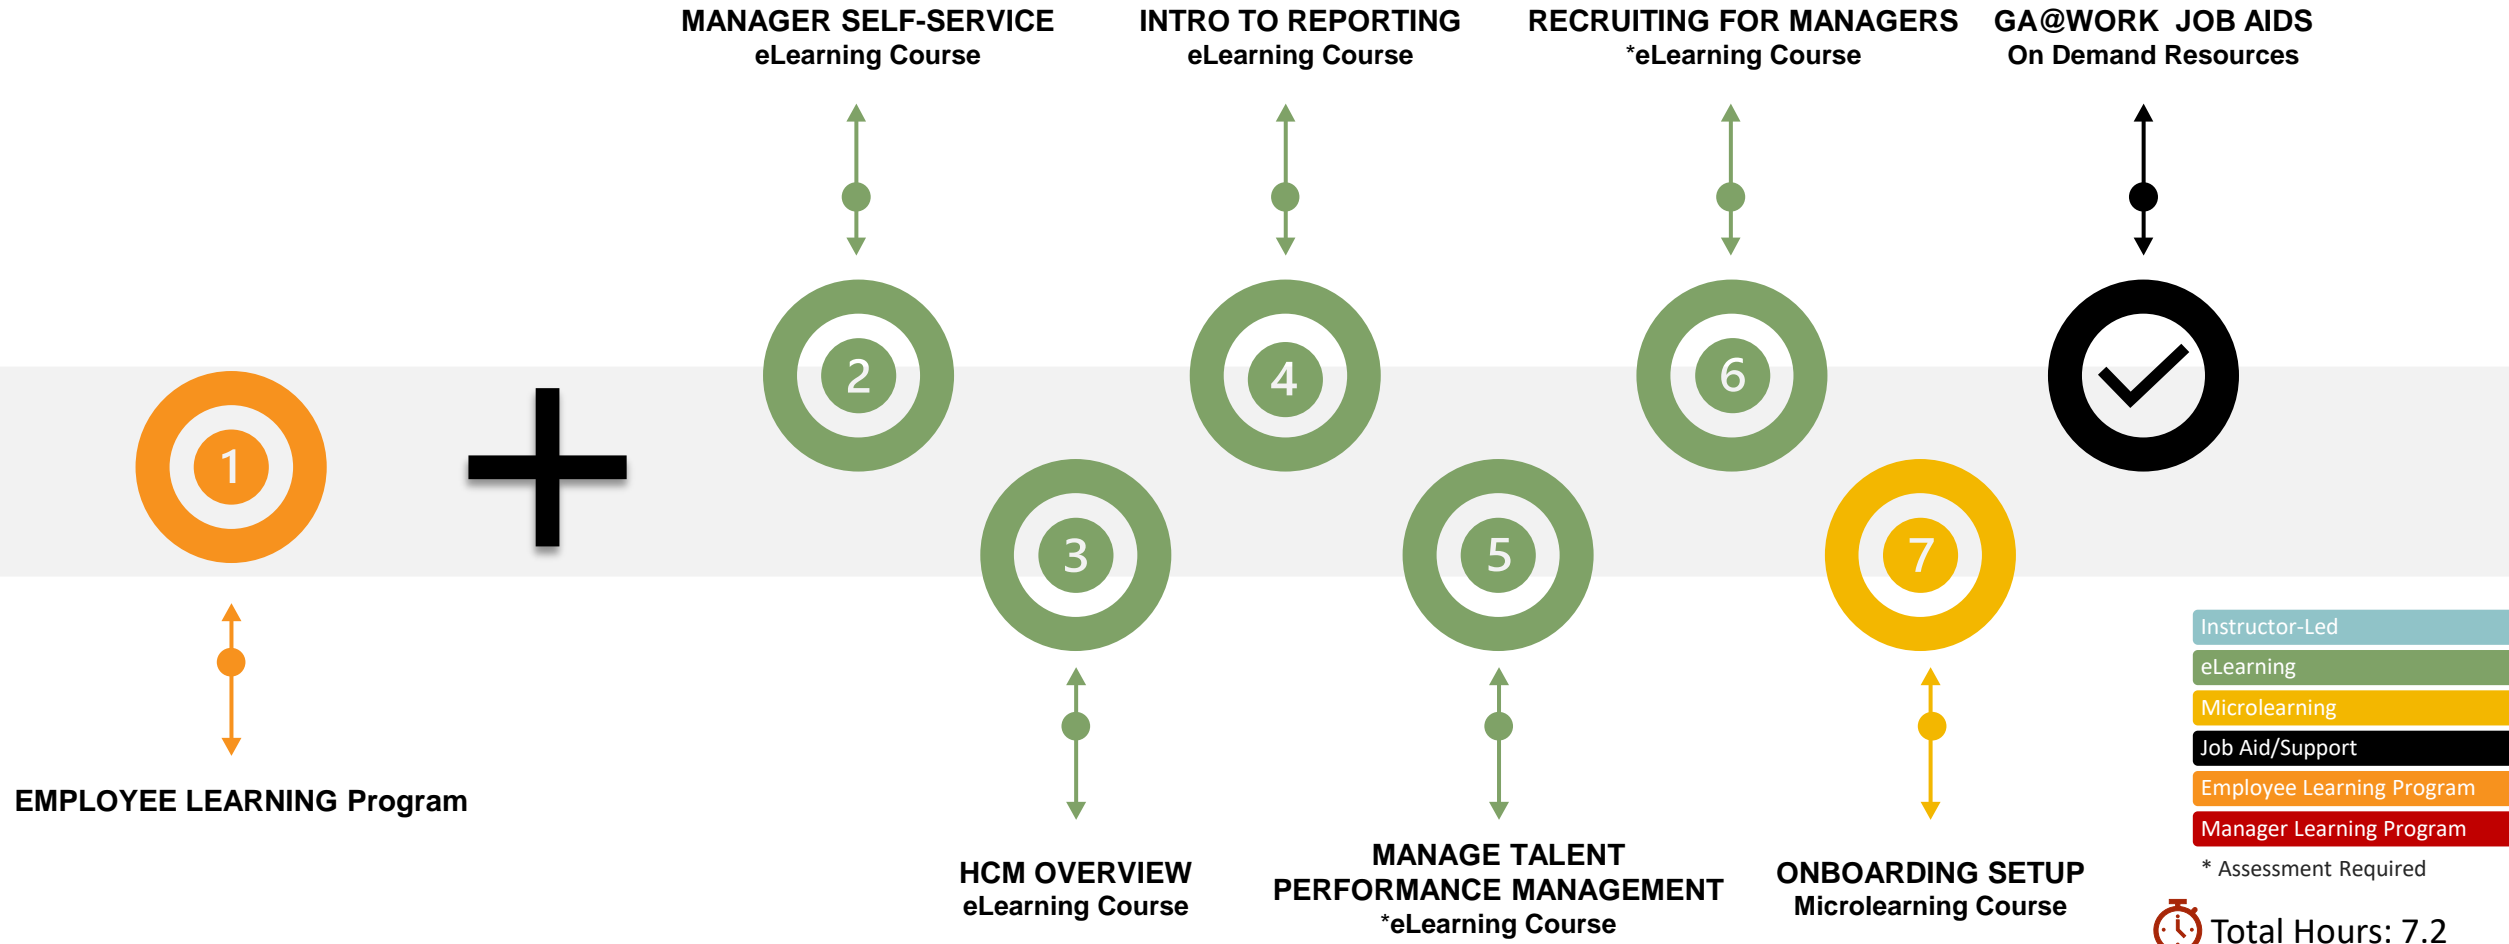 MANAGER SELF-SERVICE
eLearning Course
INTRO TO REPORTING
eLearning Course
RECRUITING FOR MANAGERS
*eLearning Course
GA@WORK JOB AIDS
On Demand Resources
1
2
3
4
5
6
7
EMPLOYEE LEARNING Program
HCM OVERVIEW
eLearning Course
MANAGE TALENT
PERFORMANCE MANAGEMENT
*eLearning Course
ONBOARDING SETUP
Microlearning Course
Instructor-Led
eLearning
Microlearning
Job Aid/Support
Employee Learning Program
Manager Learning Program
* Assessment Required
Total Hours: 7.2